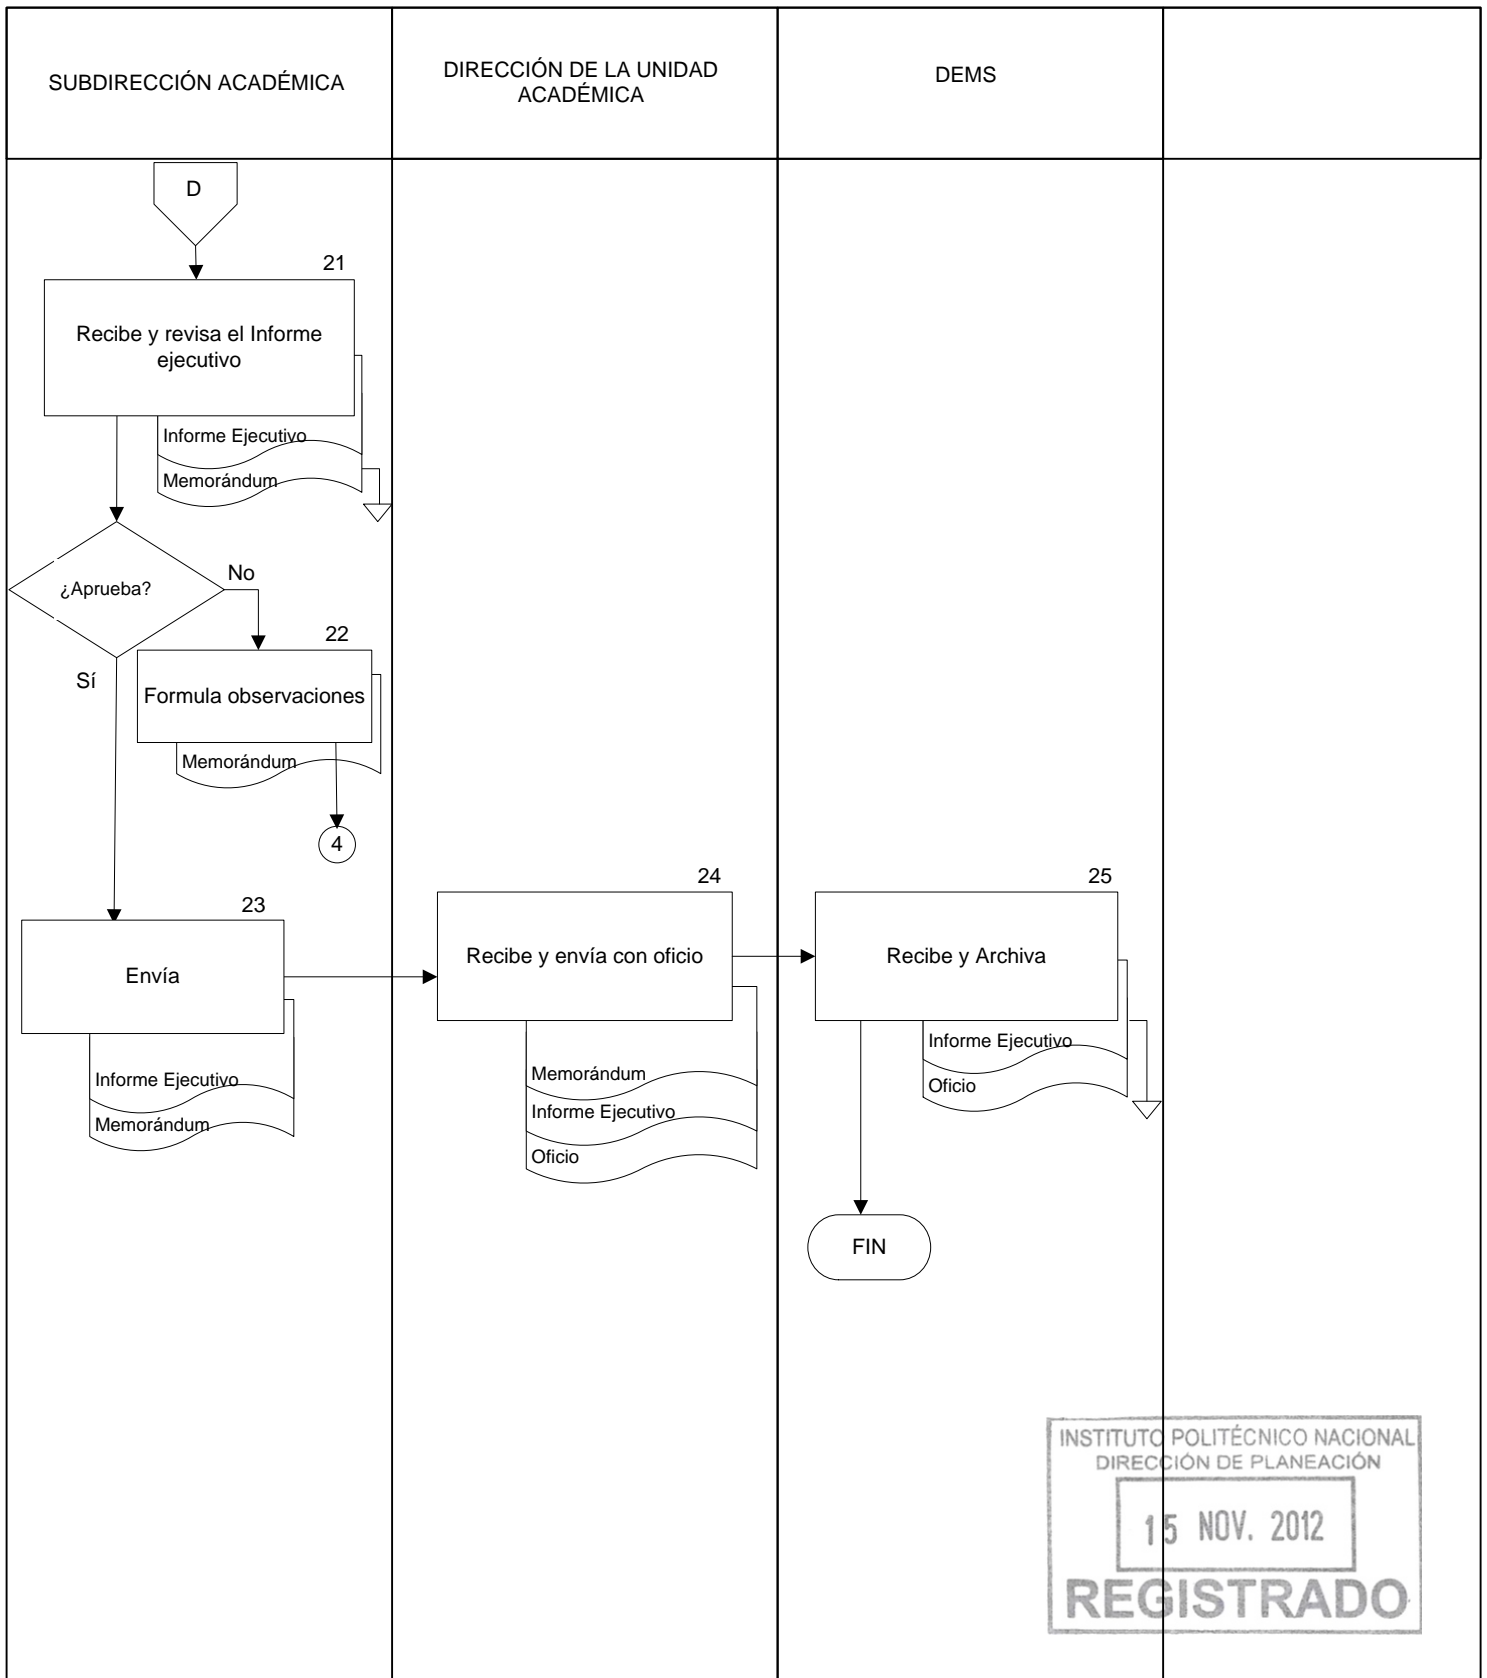 SUBDIRECCIÓN ACADÉMICA
DIRECCIÓN DE LA UNIDAD
ACADÉMICA
DEMS
D
21
Recibe y revisa el Informe
ejecutivo
Informe Ejecutivo
Memorándum
¿Aprueba?
No
Sí
22
Formula observaciones
Memorándum
4
23
Envía
Informe Ejecutivo
Memorándum
24
Recibe y envía con oficio
Memorándum
Informe Ejecutivo
Oficio
25
Recibe y Archiva
Informe Ejecutivo
Oficio
FIN
INSTITUTO POLITÉCNICO NACIONAL
DIRECCIÓN DE PLANEACIÓN
15 NOV. 2012
REGISTRADO